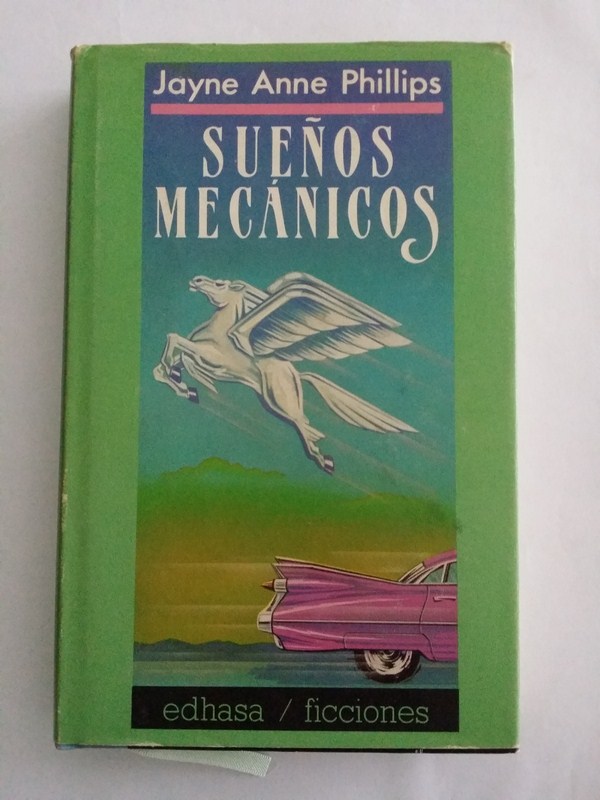 Jayne Anne Phillips
SUEÑOS
MECÁNICOS
edhasa / ficciones